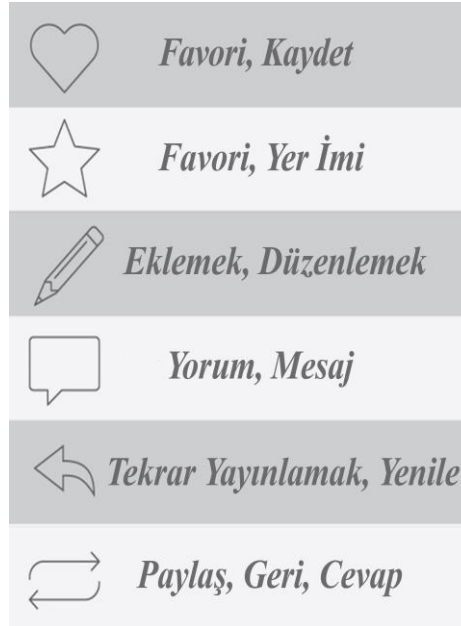 Favori, Kaydet
Favori, Yer İmi
Eklemek, Düzenlemek
Yorum, Mesaj
Tekrar Yayınlamak, Yenile
Paylaş, Geri, Cevap